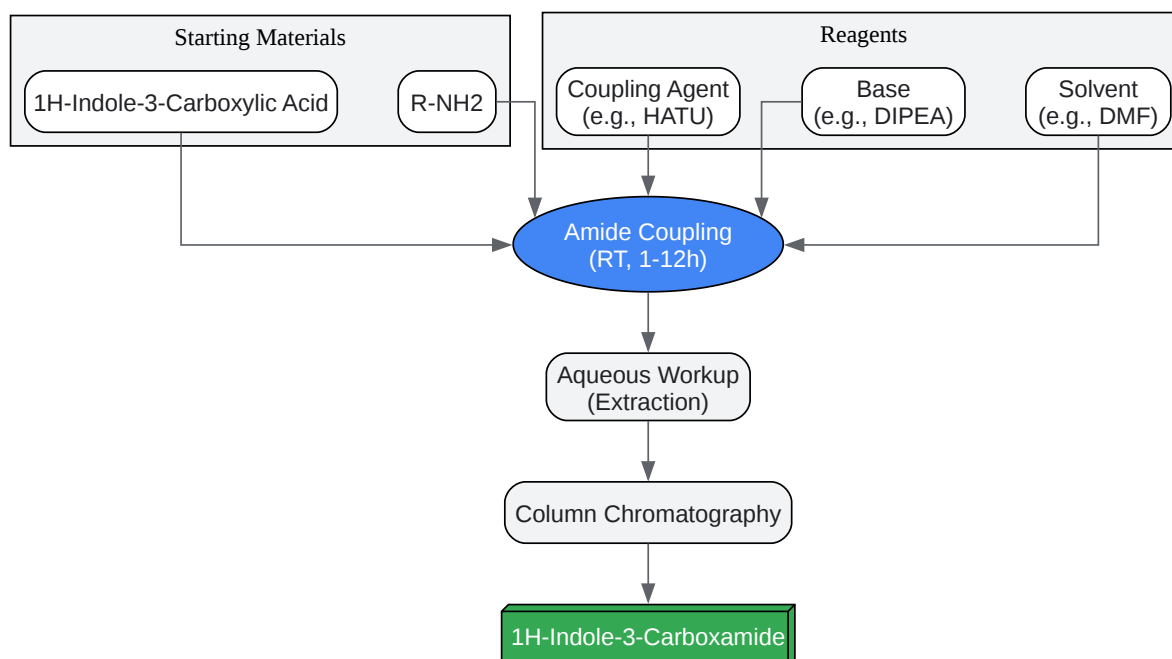 Starting Materials
Reagents
1H-Indole-3-Carboxylic Acid
R-NH2
Coupling Agent
(e.g., HATU)
Base
(e.g., DIPEA)
Solvent
(e.g., DMF)
Amide Coupling
(RT, 1-12h)
Aqueous Workup
(Extraction)
Column Chromatography
1H-Indole-3-Carboxamide